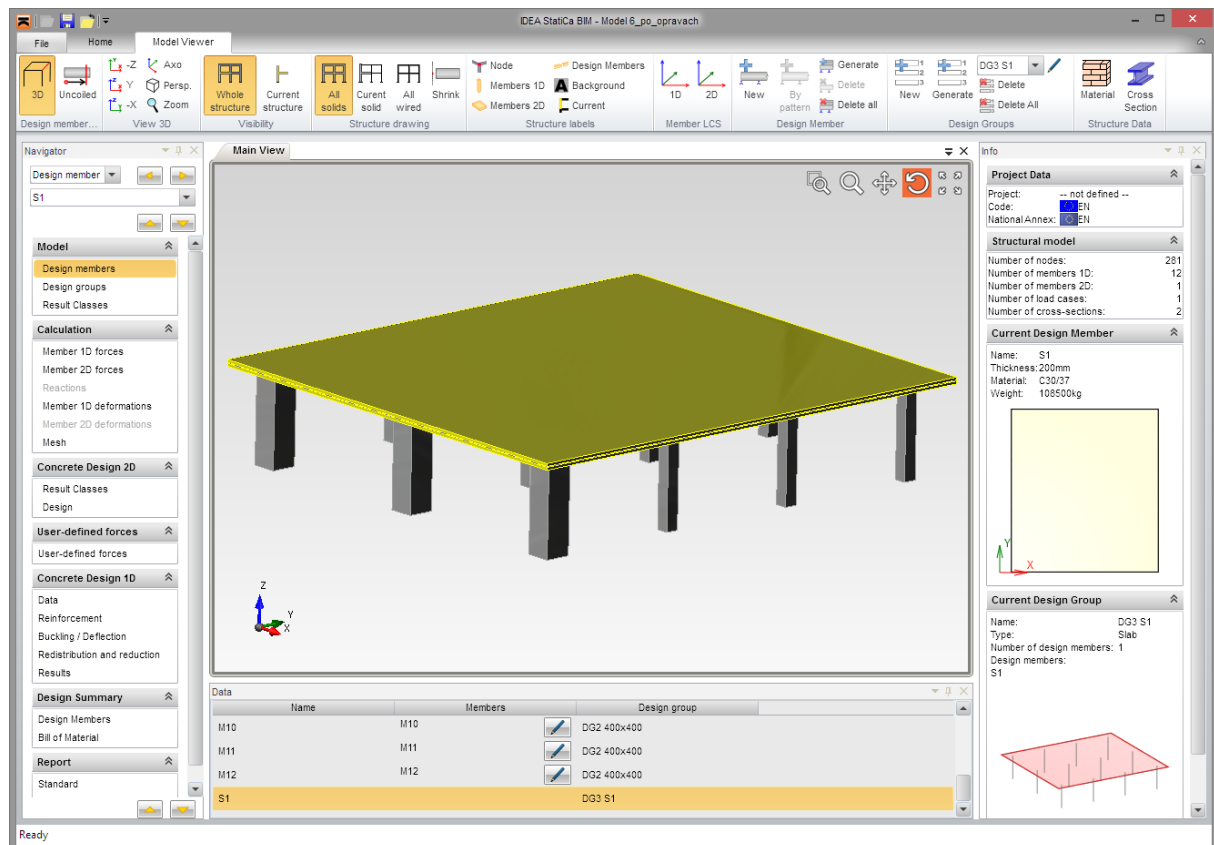 IDEA StatiCa BIM - Model 6_po_opravach
File Home Model Viewer
3D Uncoiled
Design member...
-Z Axo
Y Persp.
-X Zoom
View 3D
Whole structure Current structure
Visibility
All solids Curent solid All wired Shrink
Structure drawing
Node Design Members
Members 1D Background
Members 2D Current
Structure labels
1D 2D
Member LCS
New By pattern
Generate
Delete
Delete all
Design Member
New Generate
DG3 S1
Delete
Delete All
Design Groups
Material Cross Section
Structure Data
Navigator
Design member
S1
Model
Design members
Design groups
Result Classes
Calculation
Member 1D forces
Member 2D forces
Reactions
Member 1D deformations
Member 2D deformations
Mesh
Concrete Design 2D
Result Classes
Design
User-defined forces
User-defined forces
Concrete Design 1D
Data
Reinforcement
Buckling / Deflection
Redistribution and reduction
Results
Design Summary
Design Members
Bill of Material
Report
Standard
Main View
Z
Y
X
Data
Name Members Design group
M10 M10 DG2 400x400
M11 M11 DG2 400x400
M12 M12 DG2 400x400
S1 DG3 S1
Info
Project Data
Project: -- not defined --
Code: EN
National Annex: EN
Structural model
Number of nodes: 281
Number of members 1D: 12
Number of members 2D: 1
Number of load cases: 1
Number of cross-sections: 2
Current Design Member
Name: S1
Thickness: 200mm
Material: C30/37
Weight: 108500kg
Y
X
Current Design Group
Name: DG3 S1
Type: Slab
Number of design members: 1
Design members:
S1
Ready